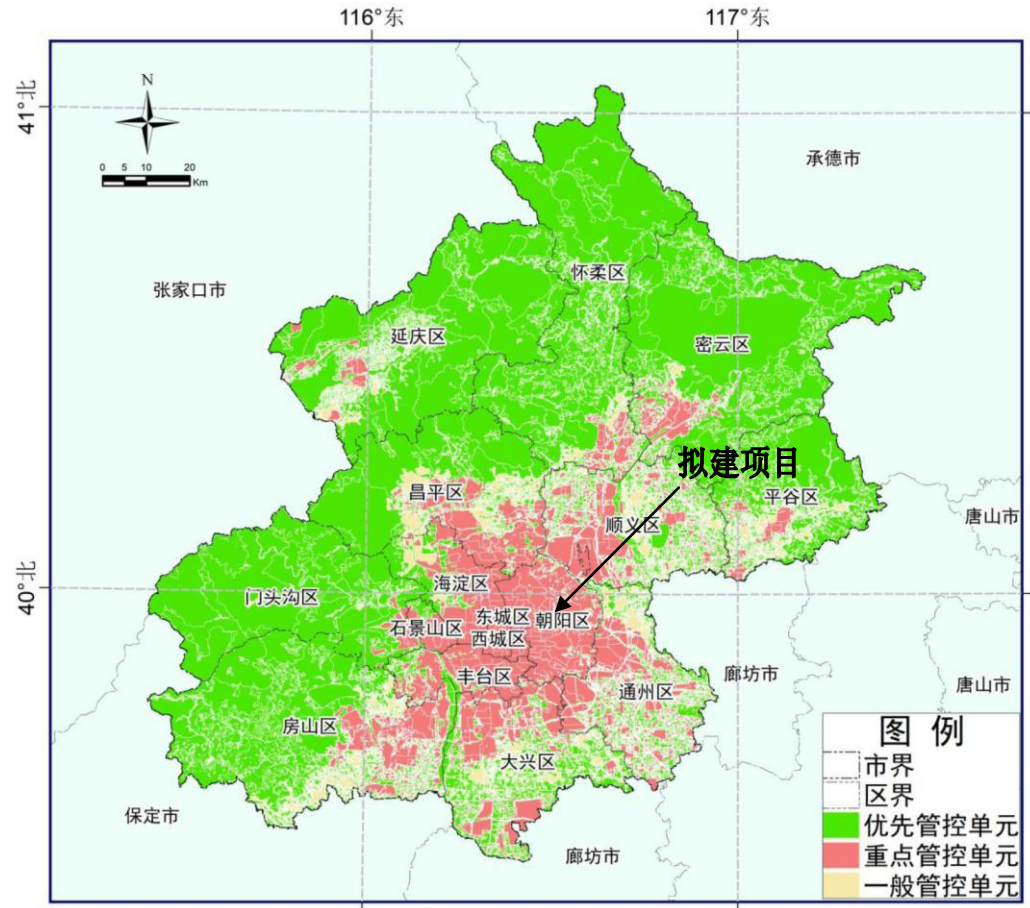 116°东
117°东
41°北
N
0 5 10 20
Km
承德市
怀柔区
张家口市
延庆区
密云区
拟建项目
昌平区
平谷区
顺义区
唐山市
40°北
海淀区
门头沟区
东城区
朝阳区
石景山区
西城区
丰台区
廊坊市
通州区
唐山市
房山区
大兴区
保定市
廊坊市
图 例
市界
区界
优先管控单元
重点管控单元
一般管控单元